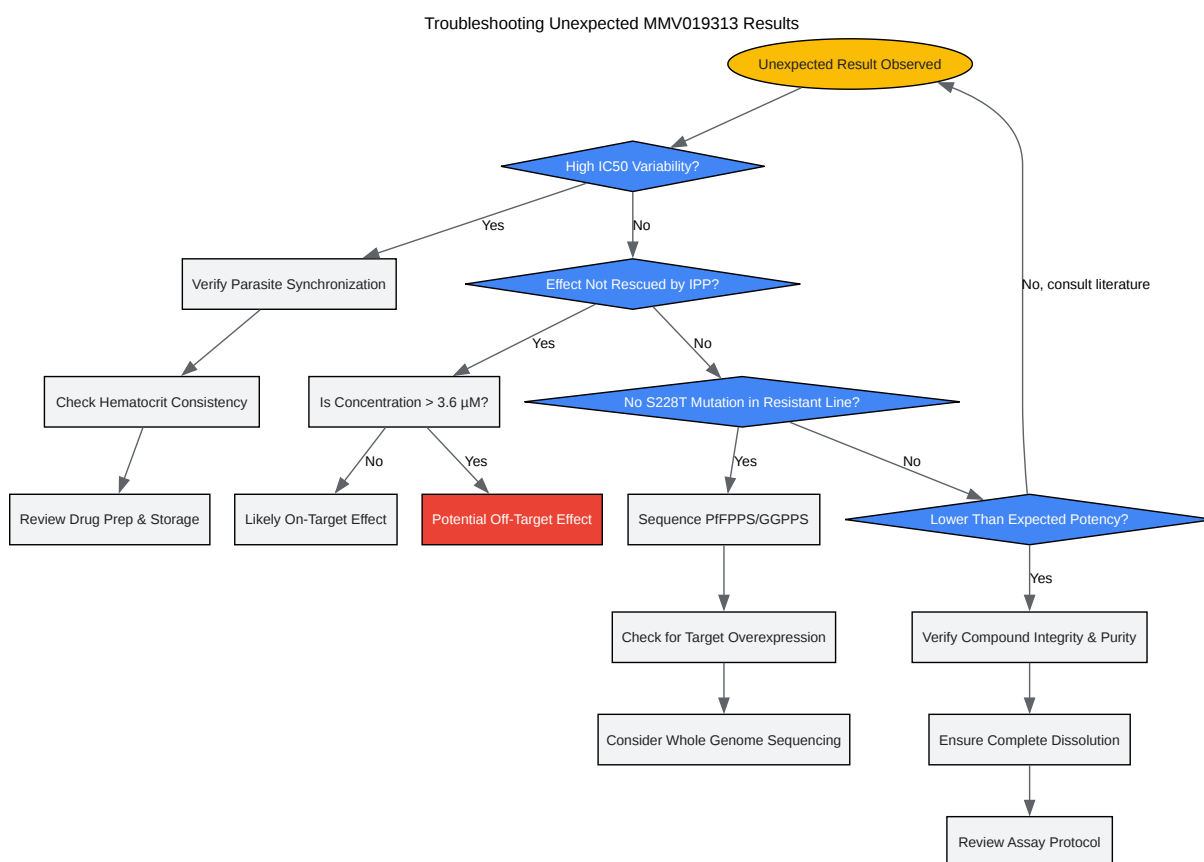 Troubleshooting Unexpected MMV019313 Results
Unexpected Result Observed
High IC50 Variability?
Yes
No
Verify Parasite Synchronization
Effect Not Rescued by IPP?
No, consult literature
Yes
No
Check Hematocrit Consistency
Is Concentration > 3.6 µM?
No S228T Mutation in Resistant Line?
No
Yes
Yes
No
Review Drug Prep & Storage
Likely On-Target Effect
Potential Off-Target Effect
Sequence PfFPPS/GGPPS
Lower Than Expected Potency?
Yes
Check for Target Overexpression
Verify Compound Integrity & Purity
Consider Whole Genome Sequencing
Ensure Complete Dissolution
Review Assay Protocol